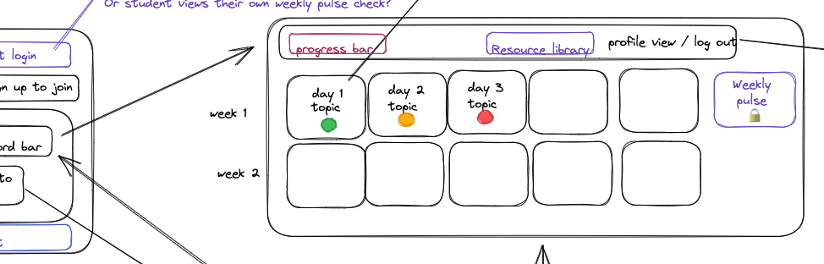 Or student views their own weekly pulse check?
login
up to join
bar
to
progress bar
Resource library
profile view / log out
week 1
day 1
topic
day 2
topic
day 3
topic
Weekly
pulse
week 2